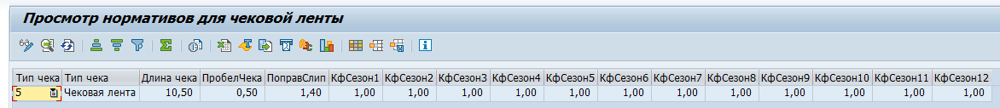 Просмотр нормативов для чековой ленты
Тип чека Тип чека Длина чека ПробелЧека ПоправСлип КфСезон1 КфСезон2 КфСезон3 КфСезон4 КфСезон5 КфСезон6 КфСезон7 КфСезон8 КфСезон9 КфСезон10 КфСезон11 КфСезон12
5 Чековая лента 10,50 0,50 1,40 1,00 1,00 1,00 1,00 1,00 1,00 1,00 1,00 1,00 1,00 1,00 1,00